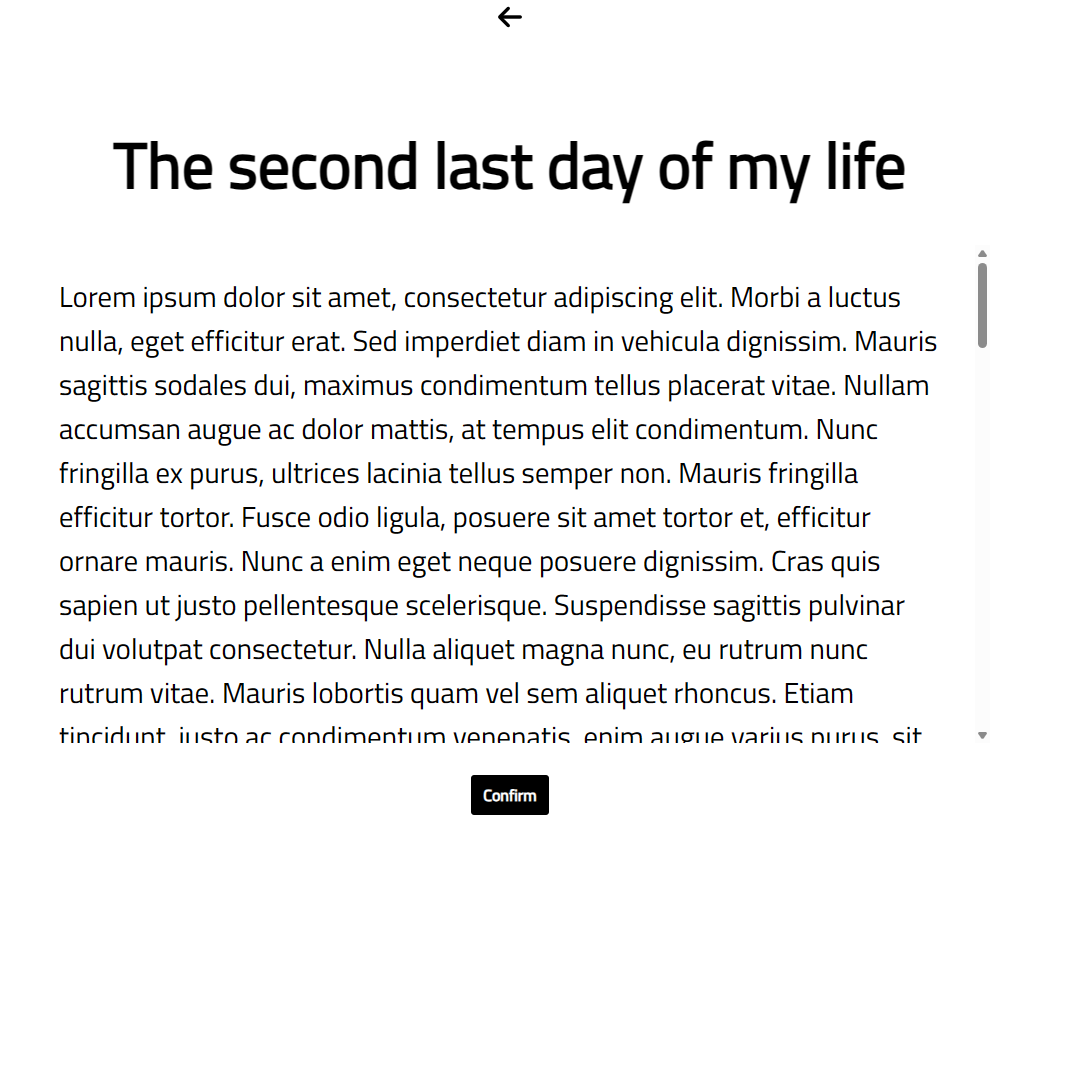 The second last day of my life
Lorem ipsum dolor sit amet, consectetur adipiscing elit. Morbi a luctus
nulla, eget efficitur erat. Sed imperdiet diam in vehicula dignissim. Mauris
sagittis sodales dui, maximus condimentum tellus placerat vitae. Nullam
accumsan augue ac dolor mattis, at tempus elit condimentum. Nunc
fringilla ex purus, ultrices lacinia tellus semper non. Mauris fringilla
efficitur tortor. Fusce odio ligula, posuere sit amet tortor et, efficitur
ornare mauris. Nunc a enim eget neque posuere dignissim. Cras quis
sapien ut justo pellentesque scelerisque. Suspendisse sagittis pulvinar
dui volutpat consectetur. Nulla aliquet magna nunc, eu rutrum nunc
rutrum vitae. Mauris lobortis quam vel sem aliquet rhoncus. Etiam
tincidunt, justo ac condimentum venenatis, enim augue varius purus, sit
Confirm